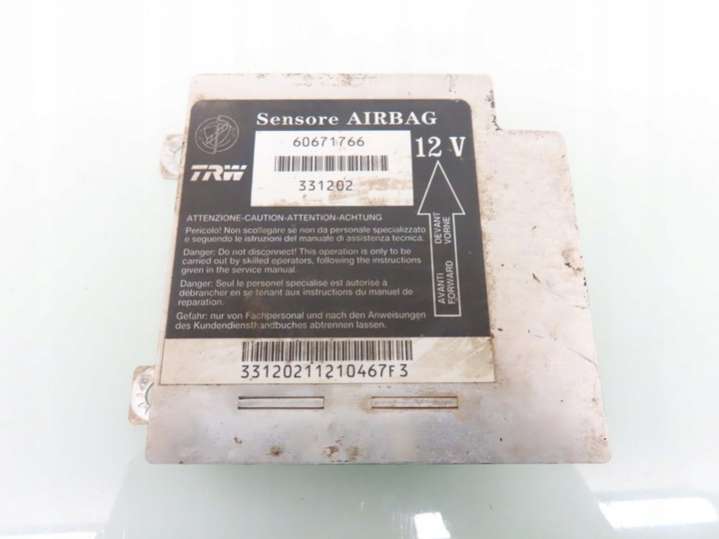 Sensore AIRBAG
60671766
12 V
TRW
331202
ATTENZIONE-CAUTION-ATTENTION-ACHTUNG
Pericolo! Non scollegare se non da personale specializzato
e seguendo le istruzioni del manuale di assistenza tecnica.
Danger: Do not disconnect! This operation is only to be
carried out by skilled operators, following the instructions
given in the service manual.
Danger: Seul le personel specialise est autorisé à
débrancher en se tenant aux instructions du manuel de
reparation.
Gefahr: nur von Fachpersonal und nach den Anweisungen
des Kundendiensthandbuches abtrennen lassen.
AVANTI DEVANT
FORWARD VORNE
33120211210467F3